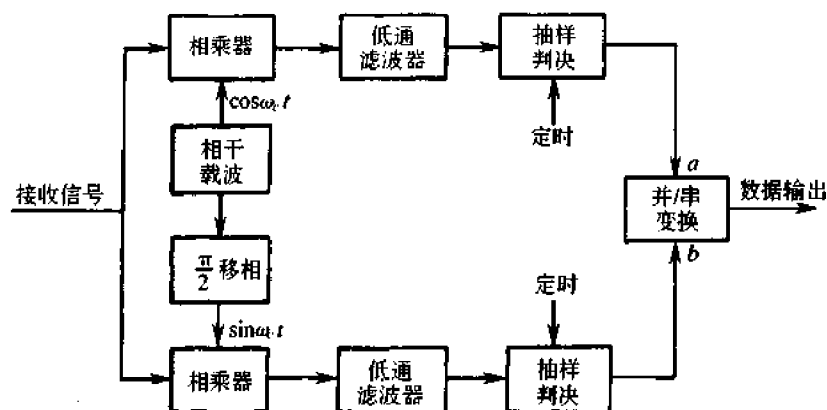 相乘器
低通
滤波器
抽样
判决
cosω_c t
定时
相干
载波
a
接收信号
并/串
变换
数据输出
π/2 移相
b
定时
sinω_c t
相乘器
低通
滤波器
抽样
判决